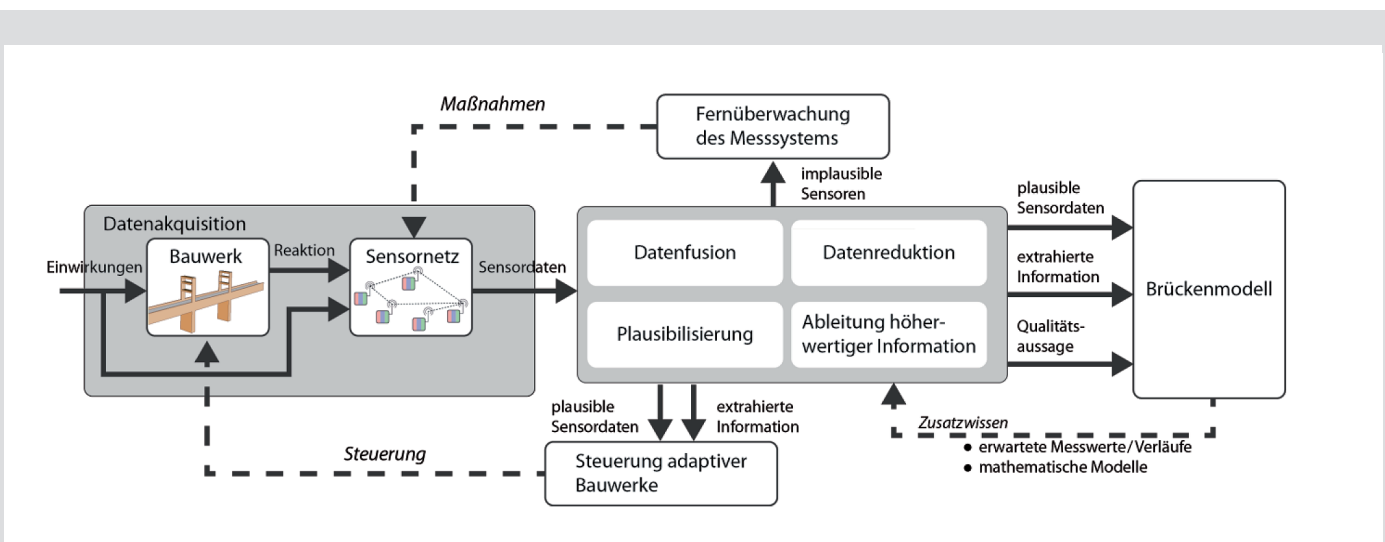 Maßnahmen
Fernüberwachung
des Messsystems
implausible
Sensoren
Datenakquisition
Einwirkungen
Bauwerk
Reaktion
Sensornetz
Sensordaten
Datenfusion
Datenreduktion
Plausibilisierung
Ableitung höher-
wertiger Information
plausible
Sensordaten
extrahierte
Information
Qualitäts-
aussage
Brückenmodell
plausible
Sensordaten
extrahierte
Information
Zusatzwissen
● erwartete Messwerte/Verläufe
● mathematische Modelle
Steuerung
Steuerung adaptiver
Bauwerke